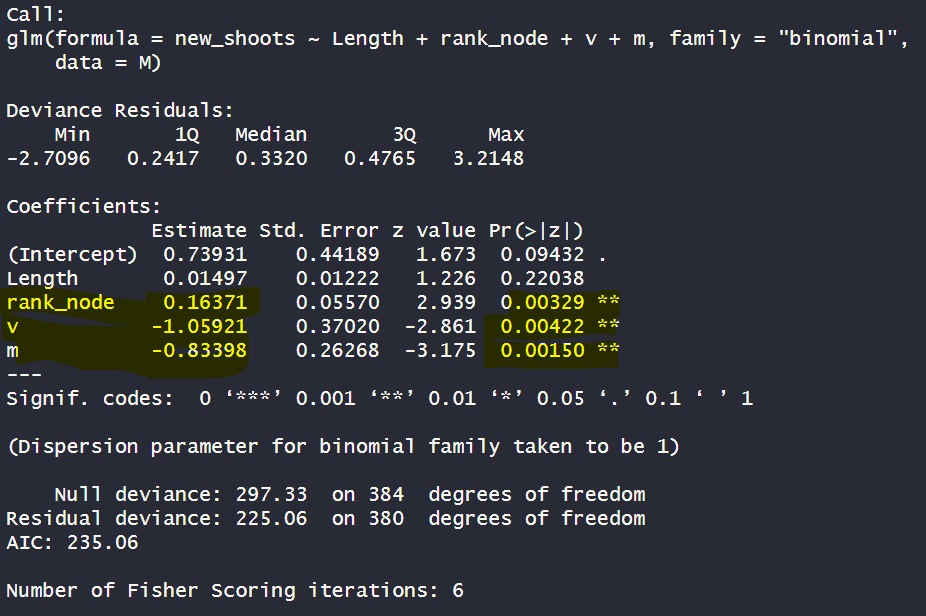 Call:
glm(formula = new_shoots ~ Length + rank_node + v + m, family = "binomial",
    data = M)
Deviance Residuals:
    Min       1Q   Median       3Q      Max
-2.7096   0.2417   0.3320   0.4765   3.2148
Coefficients:
            Estimate Std. Error z value Pr(>|z|)
(Intercept)  0.73931    0.44189   1.673  0.09432 .
Length       0.01497    0.01222   1.226  0.22038
rank_node    0.16371    0.05570   2.939  0.00329 **
v           -1.05921    0.37020  -2.861  0.00422 **
m           -0.83398    0.26268  -3.175  0.00150 **
---
Signif. codes:  0 ‘***’ 0.001 ‘**’ 0.01 ‘*’ 0.05 ‘.’ 0.1 ‘ ’ 1
(Dispersion parameter for binomial family taken to be 1)
    Null deviance: 297.33  on 384  degrees of freedom
Residual deviance: 225.06  on 380  degrees of freedom
AIC: 235.06
Number of Fisher Scoring iterations: 6